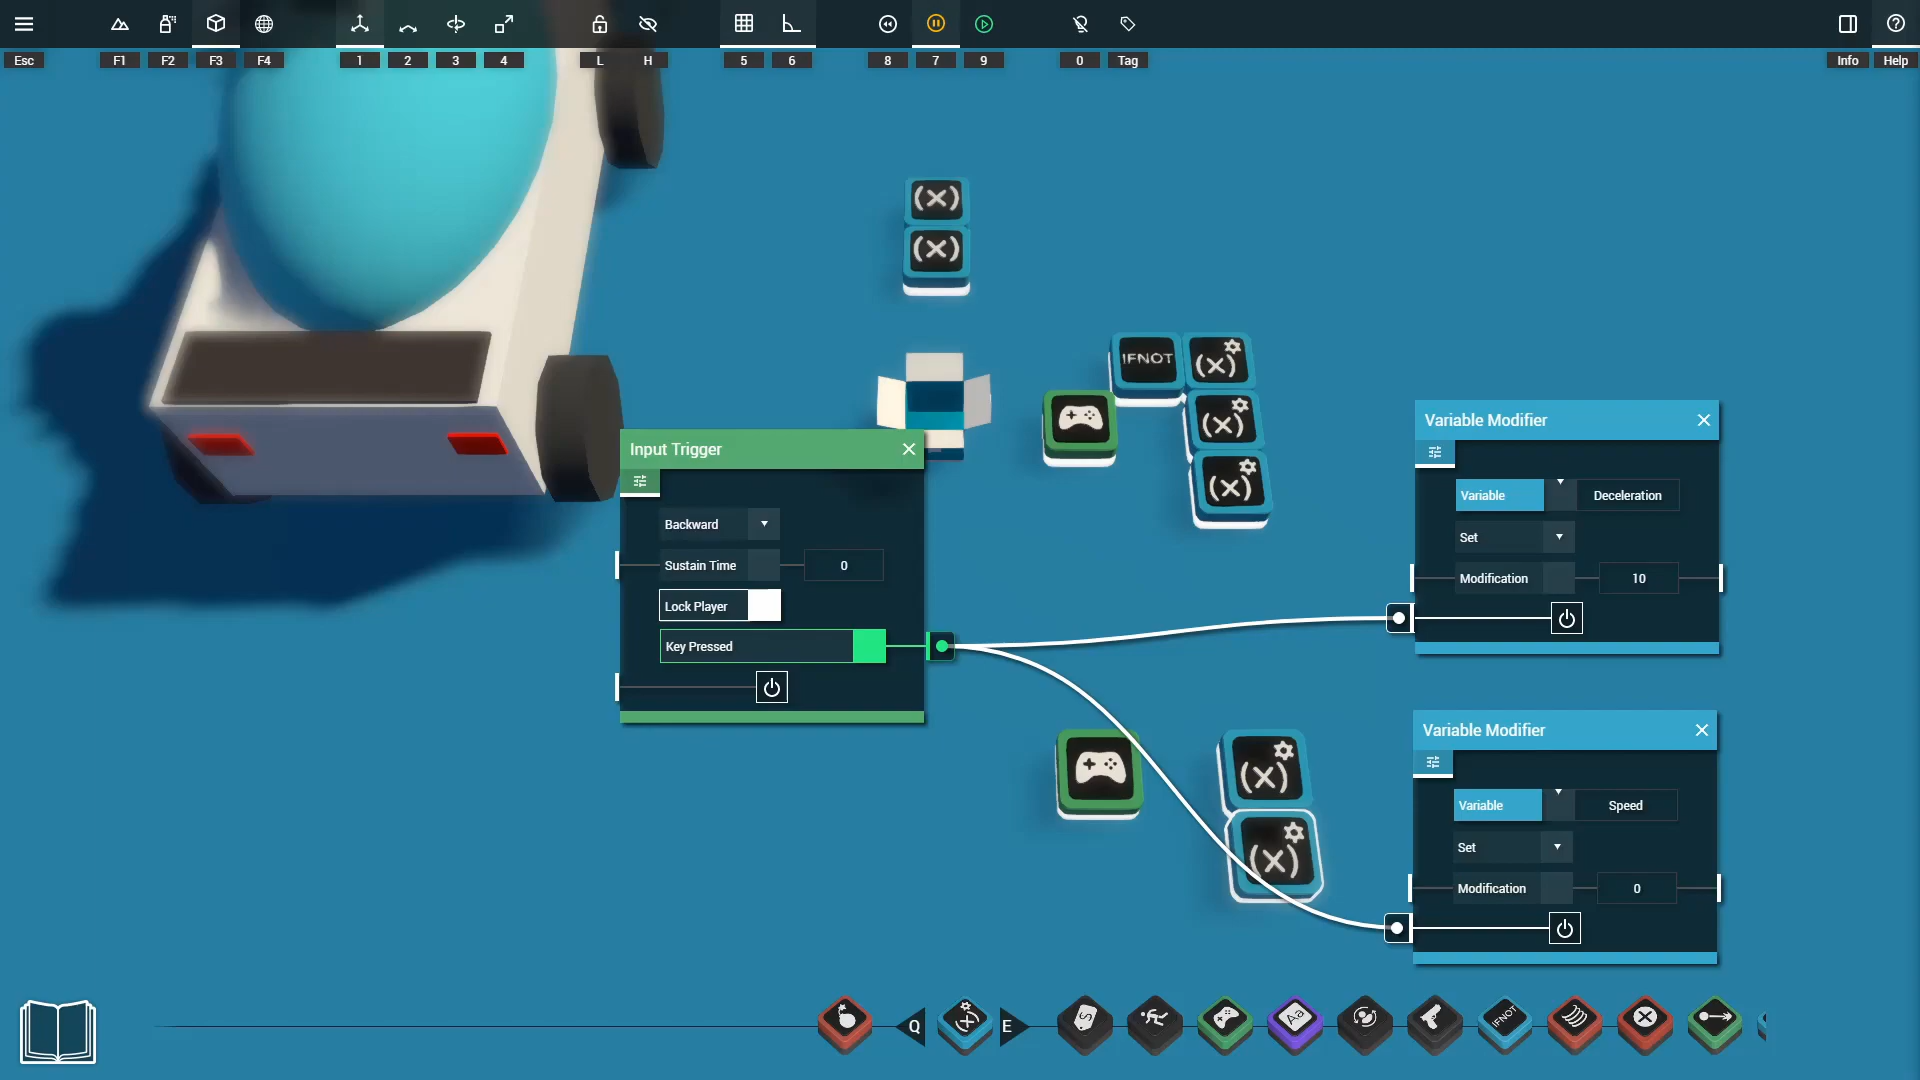 Esc
F1
F2
F3
F4
1
2
3
4
L
H
5
6
8
7
9
0
Tag
Info
Help
IFNOT
Input Trigger
Backward
Sustain Time
0
Lock Player
Key Pressed
Variable Modifier
Variable
Deceleration
Set
Modification
10
Variable Modifier
Variable
Speed
Set
Modification
0
Q
E
S
Aa
IFNOT